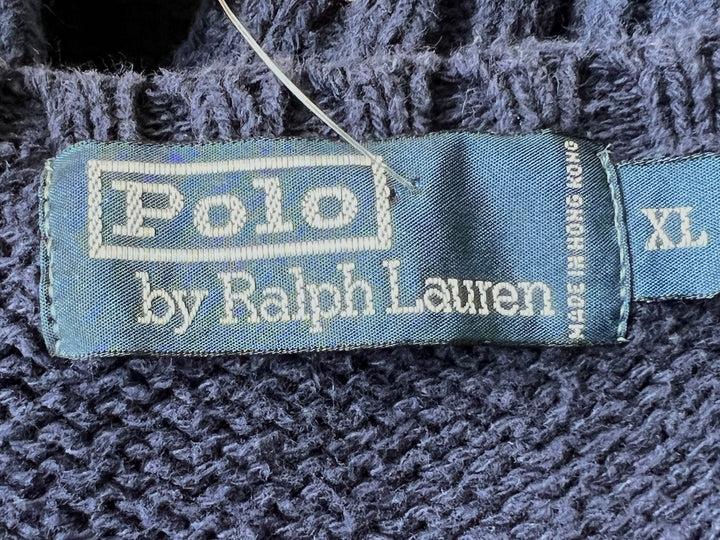 Polo
by Ralph Lauren
MADE IN HONG KONG
XL